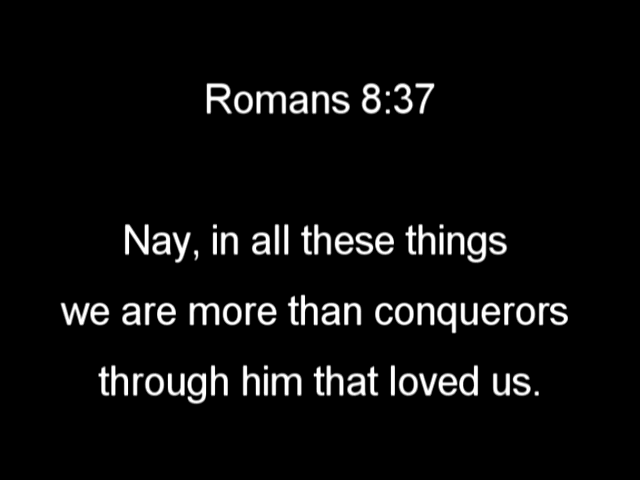 Romans 8:37
Nay, in all these things
we are more than conquerors
through him that loved us.